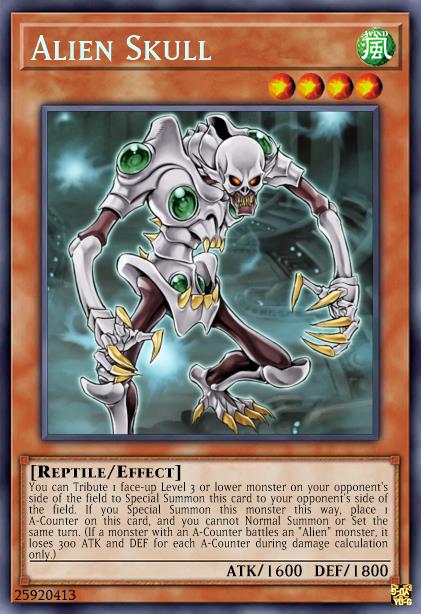 ALIEN SKULL
WIND
風
[REPTILE/EFFECT]
You can Tribute 1 face-up Level 3 or lower monster on your opponent's
side of the field to Special Summon this card to your opponent's side of
the field. If you Special Summon this monster this way, place 1
A-Counter on this card, and you cannot Normal Summon or Set the
same turn. (If a monster with an A-Counter battles an "Alien" monster, it
loses 300 ATK and DEF for each A-Counter during damage calculation
only.)
ATK/1600 DEF/1800
25920413